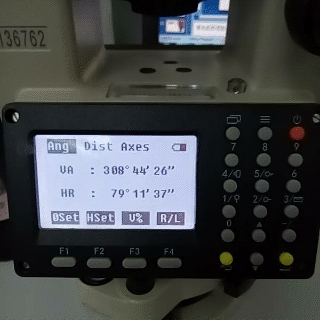 136762
Ang Dist Axes
VA : 308°44'26"
HR : 79°11'37"
0Set HSet V% R/L
F1 F2 F3 F4
7 8 9
4/ 5/ 6
1/ 2/ 3/
0